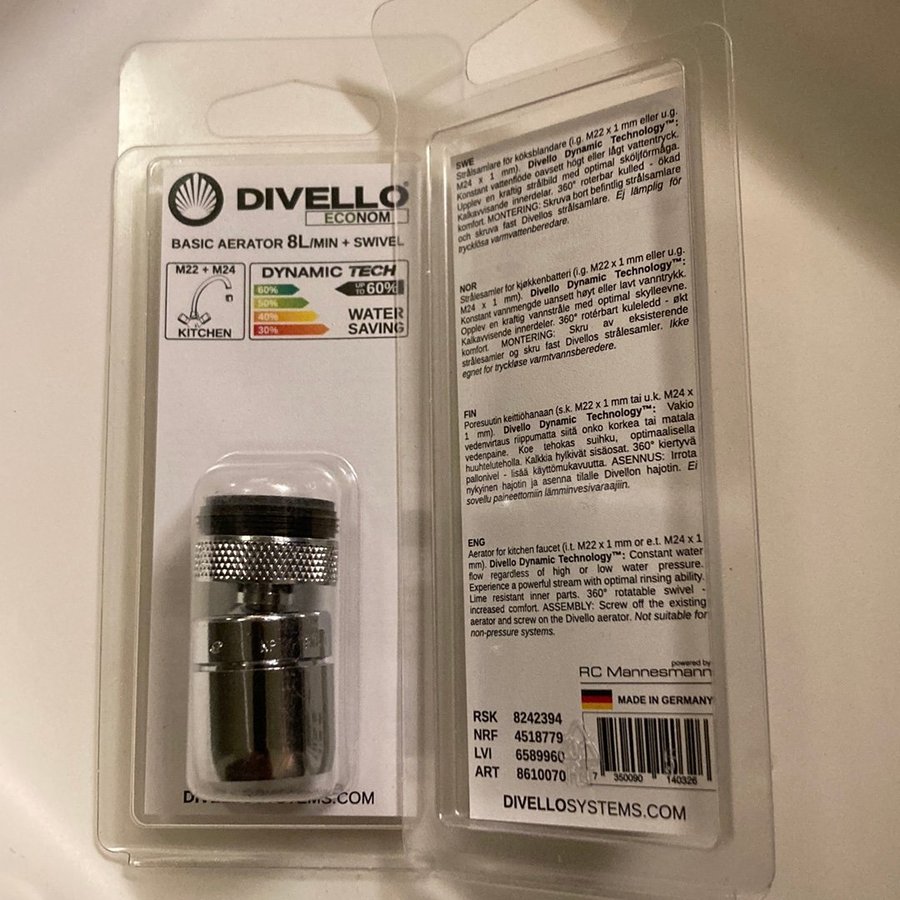 DIVELLO
ECONOM
BASIC AERATOR 8L/MIN + SWIVEL
M22 + M24
KITCHEN
DYNAMIC TECH
60%
50%
40%
30%
UP TO 60%
WATER
SAVING
DIVELLOSYSTEMS.COM
SWE
Strålsamlare för köksblandare (i.g. M22 x 1 mm eller u.g.
M24 x 1 mm). Divello Dynamic Technology™:
Konstant vattenflöde oavsett högt eller lågt vattentryck.
Upplev en kraftig strålbild med optimal sköljförmåga.
Kalkavvisande innerdelar. 360° roterbar kulled - ökad
komfort. MONTERING: Skruva bort befintlig strålsamlare
och skruva fast Divellos strålsamlare. Ej lämplig för
trycklösa varmvattenberedare.
NOR
Strålesamler for kjøkkenbatteri (i.g. M22 x 1 mm eller u.g.
M24 x 1 mm). Divello Dynamic Technology™:
Konstant vannmengde uansett høyt eller lavt vanntrykk.
Opplev en kraftig vannstråle med optimal skylleevne.
Kalkavvisende innerdeler. 360° rotérbart kuleledd - økt
komfort. MONTERING: Skru av eksisterende
strålesamler og skru fast Divellos strålesamler. Ikke
egnet for trykløse varmtvannsberedere.
FIN
Poresuutin keittiöhanaan (s.k. M22 x 1 mm tai u.k. M24 x
1 mm). Divello Dynamic Technology™: Vakio
vedenvirtaus riippumatta siitä onko korkea tai matala
vedenpaine. Koe tehokas suihku, optimaalisella
huuhteluteholla. Kalkkia hylkivät sisäosat. 360° kiertyvä
pallonivel - lisää käyttömukavuutta. ASENNUS: Irrota
nykyinen hajotin ja asenna tilalle Divellon hajotin. Ei
sovellu paineettomiin lämminvesivaraajiin.
ENG
Aerator for kitchen faucet (i.t. M22 x 1 mm or e.t. M24 x 1
mm). Divello Dynamic Technology™: Constant water
flow regardless of high or low water pressure.
Experience a powerful stream with optimal rinsing ability.
Lime resistant inner parts. 360° rotatable swivel -
increased comfort. ASSEMBLY: Screw off the existing
aerator and screw on the Divello aerator. Not suitable for
non-pressure systems.
powered by
RC Mannesmann
MADE IN GERMANY
RSK 8242394
NRF 4518779
LVI 6589960
ART 8610070
7 350090 140326
DIVELLOSYSTEMS.COM